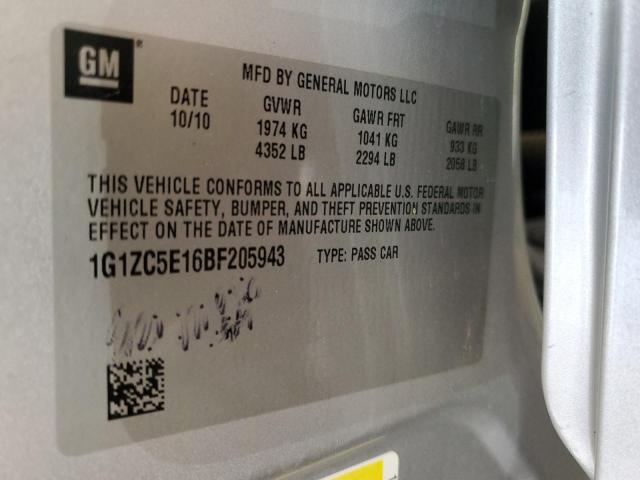 GM
MFD BY GENERAL MOTORS LLC
DATE GVWR GAWR FRT GAWR RR
10/10 1974 KG 1041 KG 933 KG
4352 LB 2294 LB 2058 LB
THIS VEHICLE CONFORMS TO ALL APPLICABLE U.S. FEDERAL MOTOR
VEHICLE SAFETY, BUMPER, AND THEFT PREVENTION STANDARDS IN
EFFECT ON THE DATE OF MANUFACTURE SHOWN ABOVE.
1G1ZC5E16BF205943 TYPE: PASS CAR